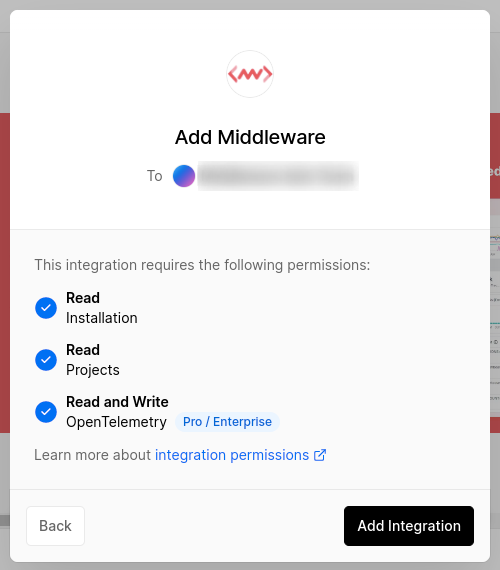 Add Middleware
To
This integration requires the following permissions:
Read
Installation
Read
Projects
Read and Write
OpenTelemetry Pro / Enterprise
Learn more about integration permissions
Back
Add Integration